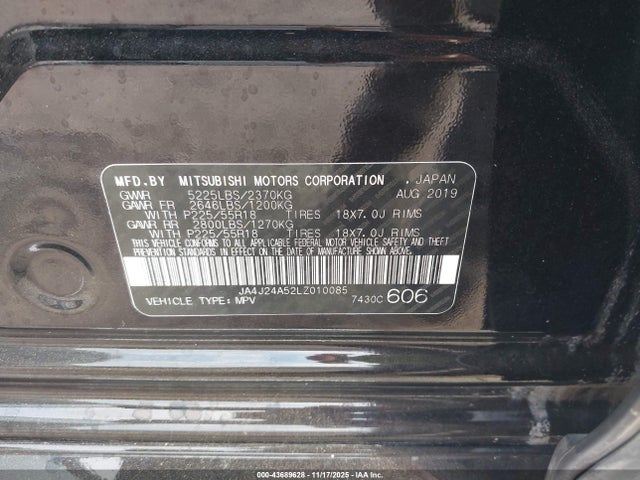 MFD.BY MITSUBISHI MOTORS CORPORATION . JAPAN
GVWR 5225LBS/2370KG AUG 2019
GAWR FR 2646LBS/1200KG
WITH P225/55R18 TIRES 18X7.0J RIMS
GAWR RR 2800LBS/1270KG
WITH P225/55R18 TIRES 18X7.0J RIMS
THIS VEHICLE CONFORMS TO ALL APPLICABLE FEDERAL MOTOR VEHICLE SAFETY AND THEFT
PREVENTION STANDARDS IN EFFECT ON THE DATE OF MANUFACTURE SHOWN ABOVE.
JA4J24A52LZ010085
VEHICLE TYPE: MPV 7430C 606
000-43689628 - 11/17/2025 - IAAI.COM